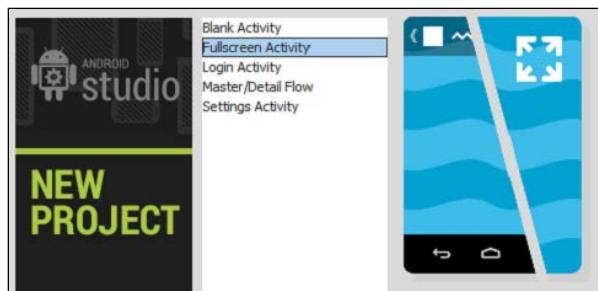 ANDROID
studio
NEW
PROJECT
Blank Activity
Fullscreen Activity
Login Activity
Master/Detail Flow
Settings Activity